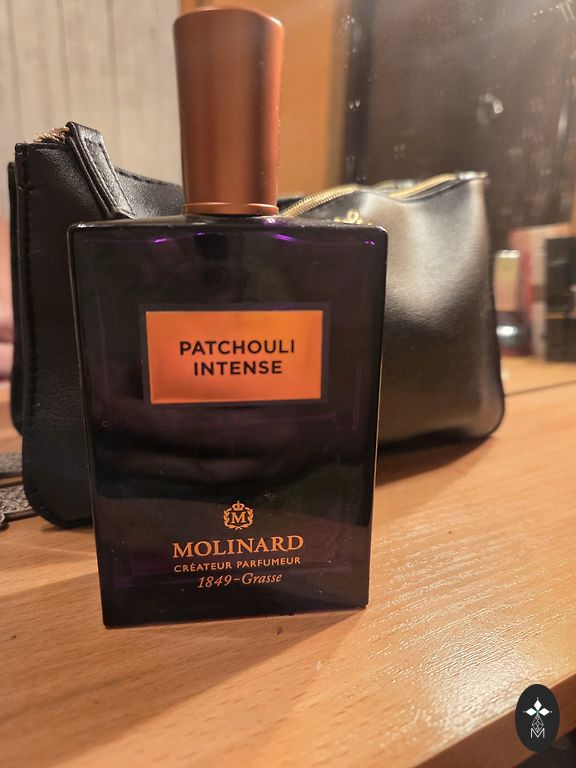 PATCHOULI
INTENSE
M
MOLINARD
CRÉATEUR PARFUMEUR
1849-Grasse
M